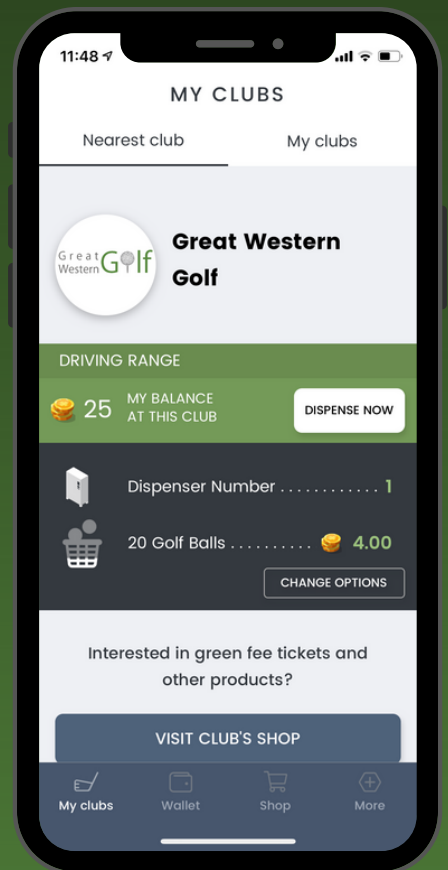 11:48
MY CLUBS
Nearest club
My clubs
Great
Western Golf
Great Western
Golf
DRIVING RANGE
25
MY BALANCE
AT THIS CLUB
DISPENSE NOW
Dispenser Number . . . . . . . . . . . . 1
20 Golf Balls . . . . . . . . . . 4.00
CHANGE OPTIONS
Interested in green fee tickets and
other products?
VISIT CLUB'S SHOP
My clubs
Wallet
Shop
More